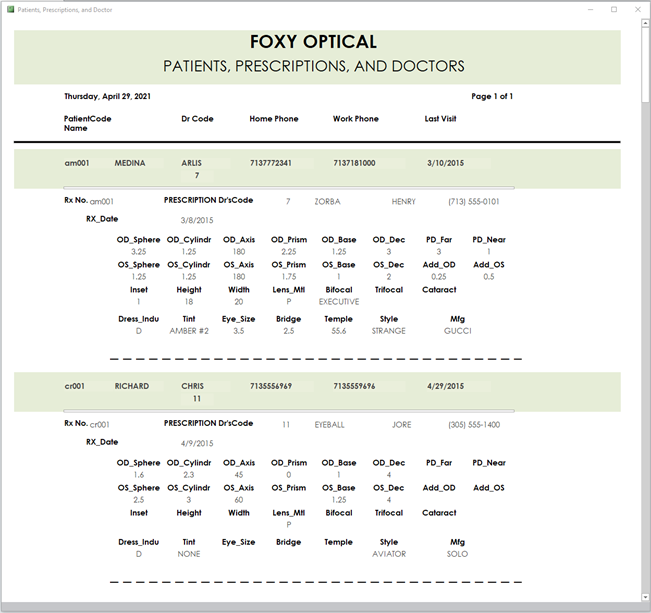 Patients, Prescriptions, and Doctor
FOXY OPTICAL
PATIENTS, PRESCRIPTIONS, AND DOCTORS
Thursday, April 29, 2021 Page 1 of 1
PatientCode Dr Code Home Phone Work Phone Last Visit
Name
am001 MEDINA ARLIS 7137772341 7137181000 3/10/2015
7
Rx No. am001 PRESCRIPTION Dr'sCode 7 ZORBA HENRY (713) 555-0101
RX_Date 3/8/2015
OD_Sphere OD_Cylindr OD_Axis OD_Prism OD_Base OD_Dec PD_Far PD_Near
3.25 1.25 180 2.25 1.25 3 3 1
OS_Sphere OS_Cylindr OS_Axis OS_Prism OS_Base OS_Dec Add_OD Add_OS
1.25 1.25 180 1.75 1 2 0.25 0.5
Inset Height Width Lens_Mtl Bifocal Trifocal Cataract
1 18 20 P EXECUTIVE
Dress_Indu Tint Eye_Size Bridge Temple Style Mfg
D AMBER #2 3.5 2.5 55.6 STRANGE GUCCI
cr001 RICHARD CHRIS 7135556969 7135559696 4/29/2015
11
Rx No. cr001 PRESCRIPTION Dr'sCode 11 EYEBALL JORE (305) 555-1400
RX_Date 4/9/2015
OD_Sphere OD_Cylindr OD_Axis OD_Prism OD_Base OD_Dec PD_Far PD_Near
1.6 2.3 45 0 1 4
OS_Sphere OS_Cylindr OS_Axis OS_Prism OS_Base OS_Dec Add_OD Add_OS
2.5 3 60 1.25 4
Inset Height Width Lens_Mtl Bifocal Trifocal Cataract
P
Dress_Indu Tint Eye_Size Bridge Temple Style Mfg
D NONE AVIATOR SOLO